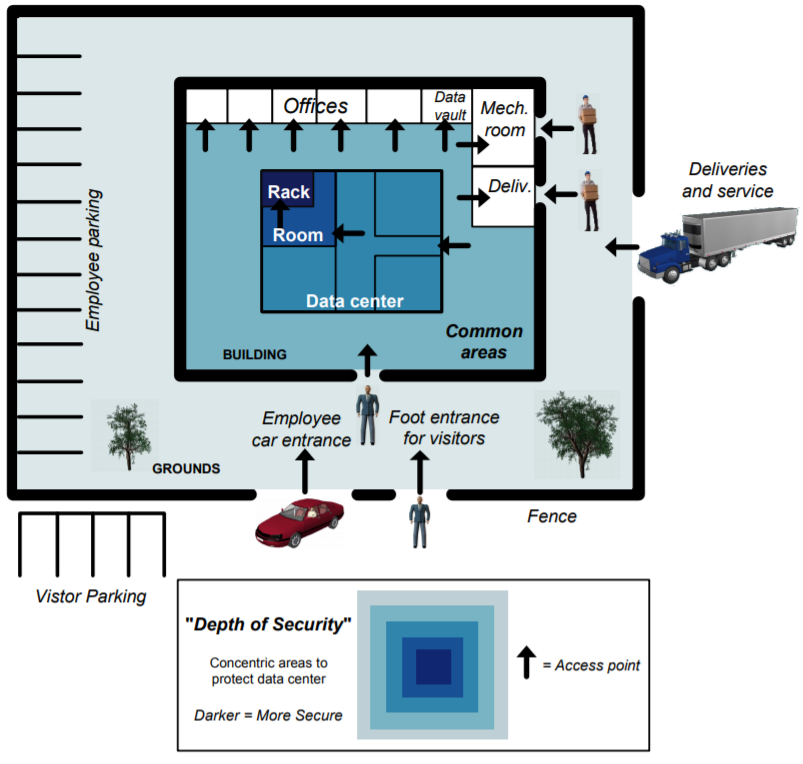 Offices
Data
vault
Mech.
room
Deliv.
Deliveries
and service
Employee parking
Rack
Room
Data center
Common
areas
BUILDING
Employee
car entrance
Foot entrance
for visitors
GROUNDS
Fence
Vistor Parking
"Depth of Security"
Concentric areas to
protect data center
Darker = More Secure
= Access point